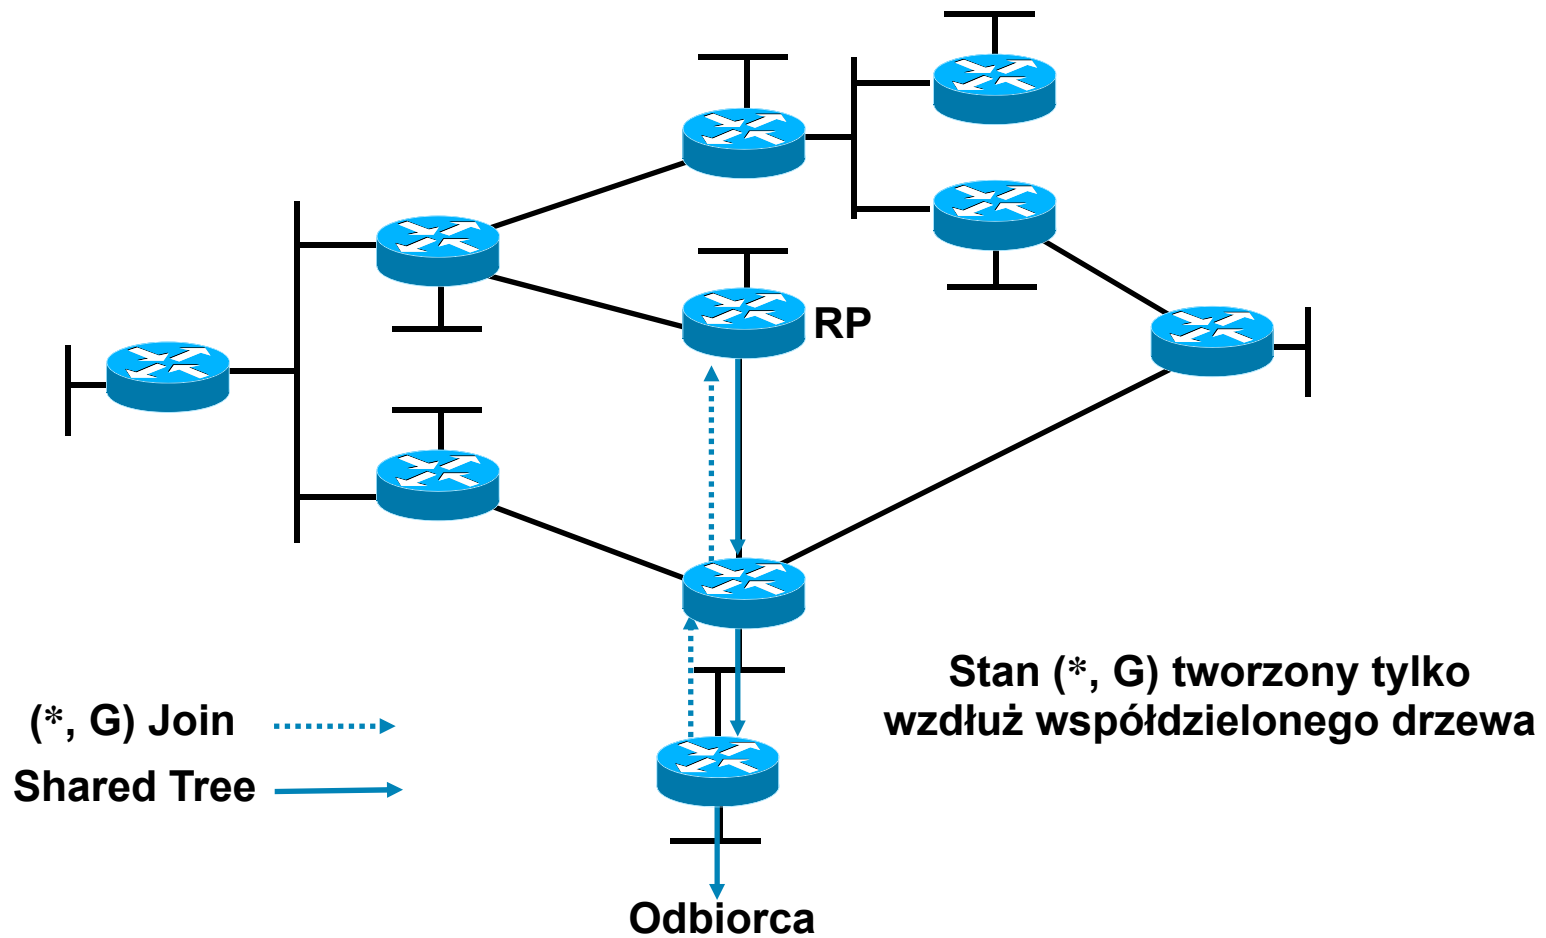 RP
Stan (*, G) tworzony tylko
wzdłuż współdzielonego drzewa
(*, G) Join
Shared Tree
Odbiorca